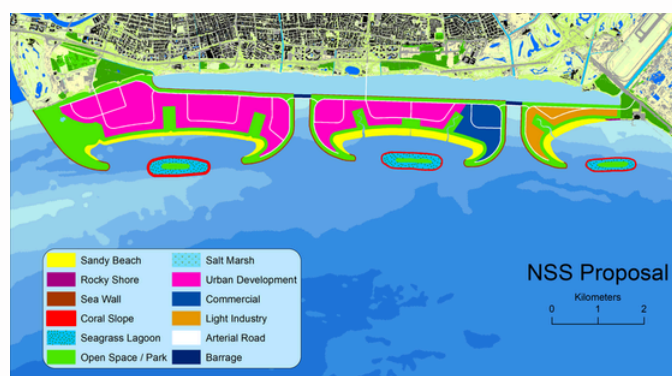 Sandy Beach
Rocky Shore
Sea Wall
Coral Slope
Seagrass Lagoon
Open Space / Park
Salt Marsh
Urban Development
Commercial
Light Industry
Arterial Road
Barrage
NSS Proposal
Kilometers
0 1 2